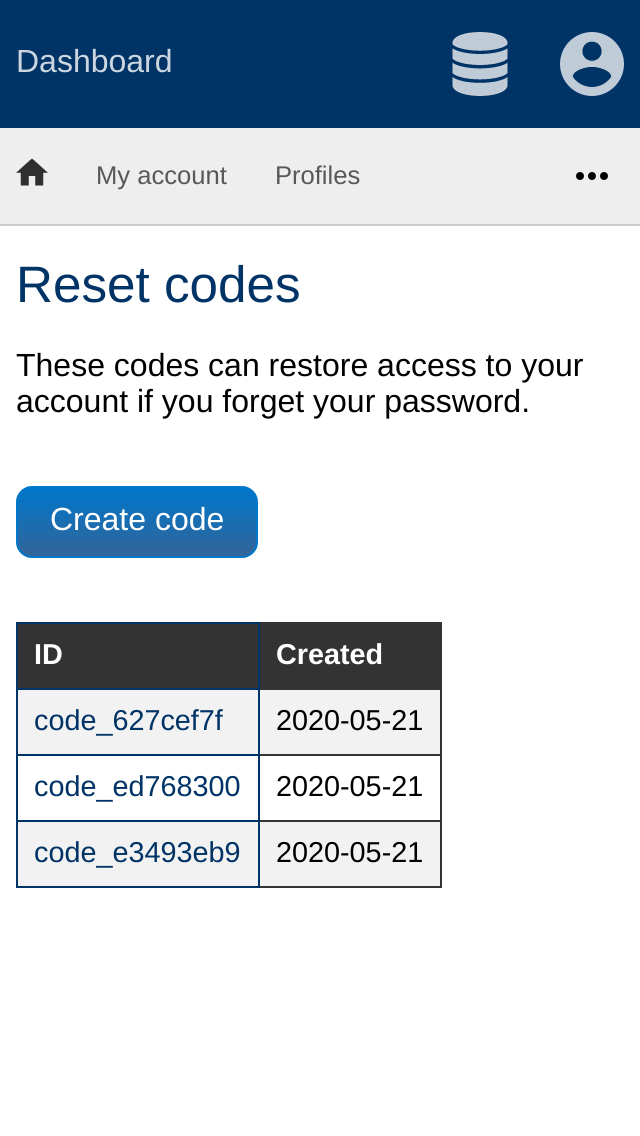 Dashboard
My account Profiles
Reset codes
These codes can restore access to your
account if you forget your password.
Create code
ID Created
code_627cef7f 2020-05-21
code_ed768300 2020-05-21
code_e3493eb9 2020-05-21